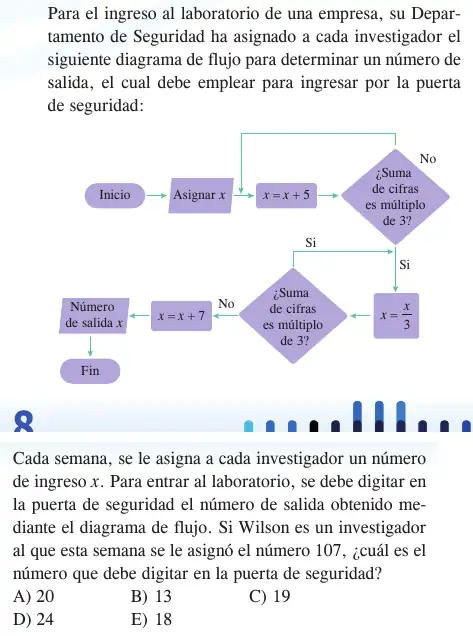 Para el ingreso al laboratorio de una empresa, su Depar-
tamento de Seguridad ha asignado a cada investigador el
siguiente diagrama de flujo para determinar un número de
salida, el cual debe emplear para ingresar por la puerta
de seguridad:
No
¿Suma
de cifras
es múltiplo
de 3?
Inicio
Asignar x
x = x + 5
Si
Si
¿Suma
de cifras
es múltiplo
de 3?
x = x/3
No
x = x + 7
Número
de salida x
Fin
8
Cada semana, se le asigna a cada investigador un número
de ingreso x. Para entrar al laboratorio, se debe digitar en
la puerta de seguridad el número de salida obtenido me-
diante el diagrama de flujo. Si Wilson es un investigador
al que esta semana se le asignó el número 107, ¿cuál es el
número que debe digitar en la puerta de seguridad?
A) 20 B) 13 C) 19
D) 24 E) 18